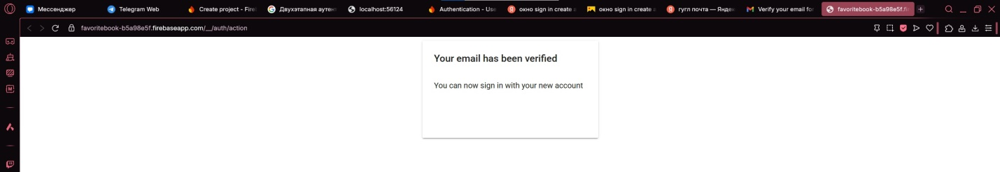 Мессенджер
Telegram Web
Create project - Fire
Двухэтапная аутен
localhost:56124
Authentication - Use
окно sign in create a
окно sign in create a
гугл почта — Яндек
Verify your email for
favoritebook-b5a98e5f.fi
favoritebook-b5a98e5f.firebaseapp.com/__/auth/action
Your email has been verified
You can now sign in with your new account